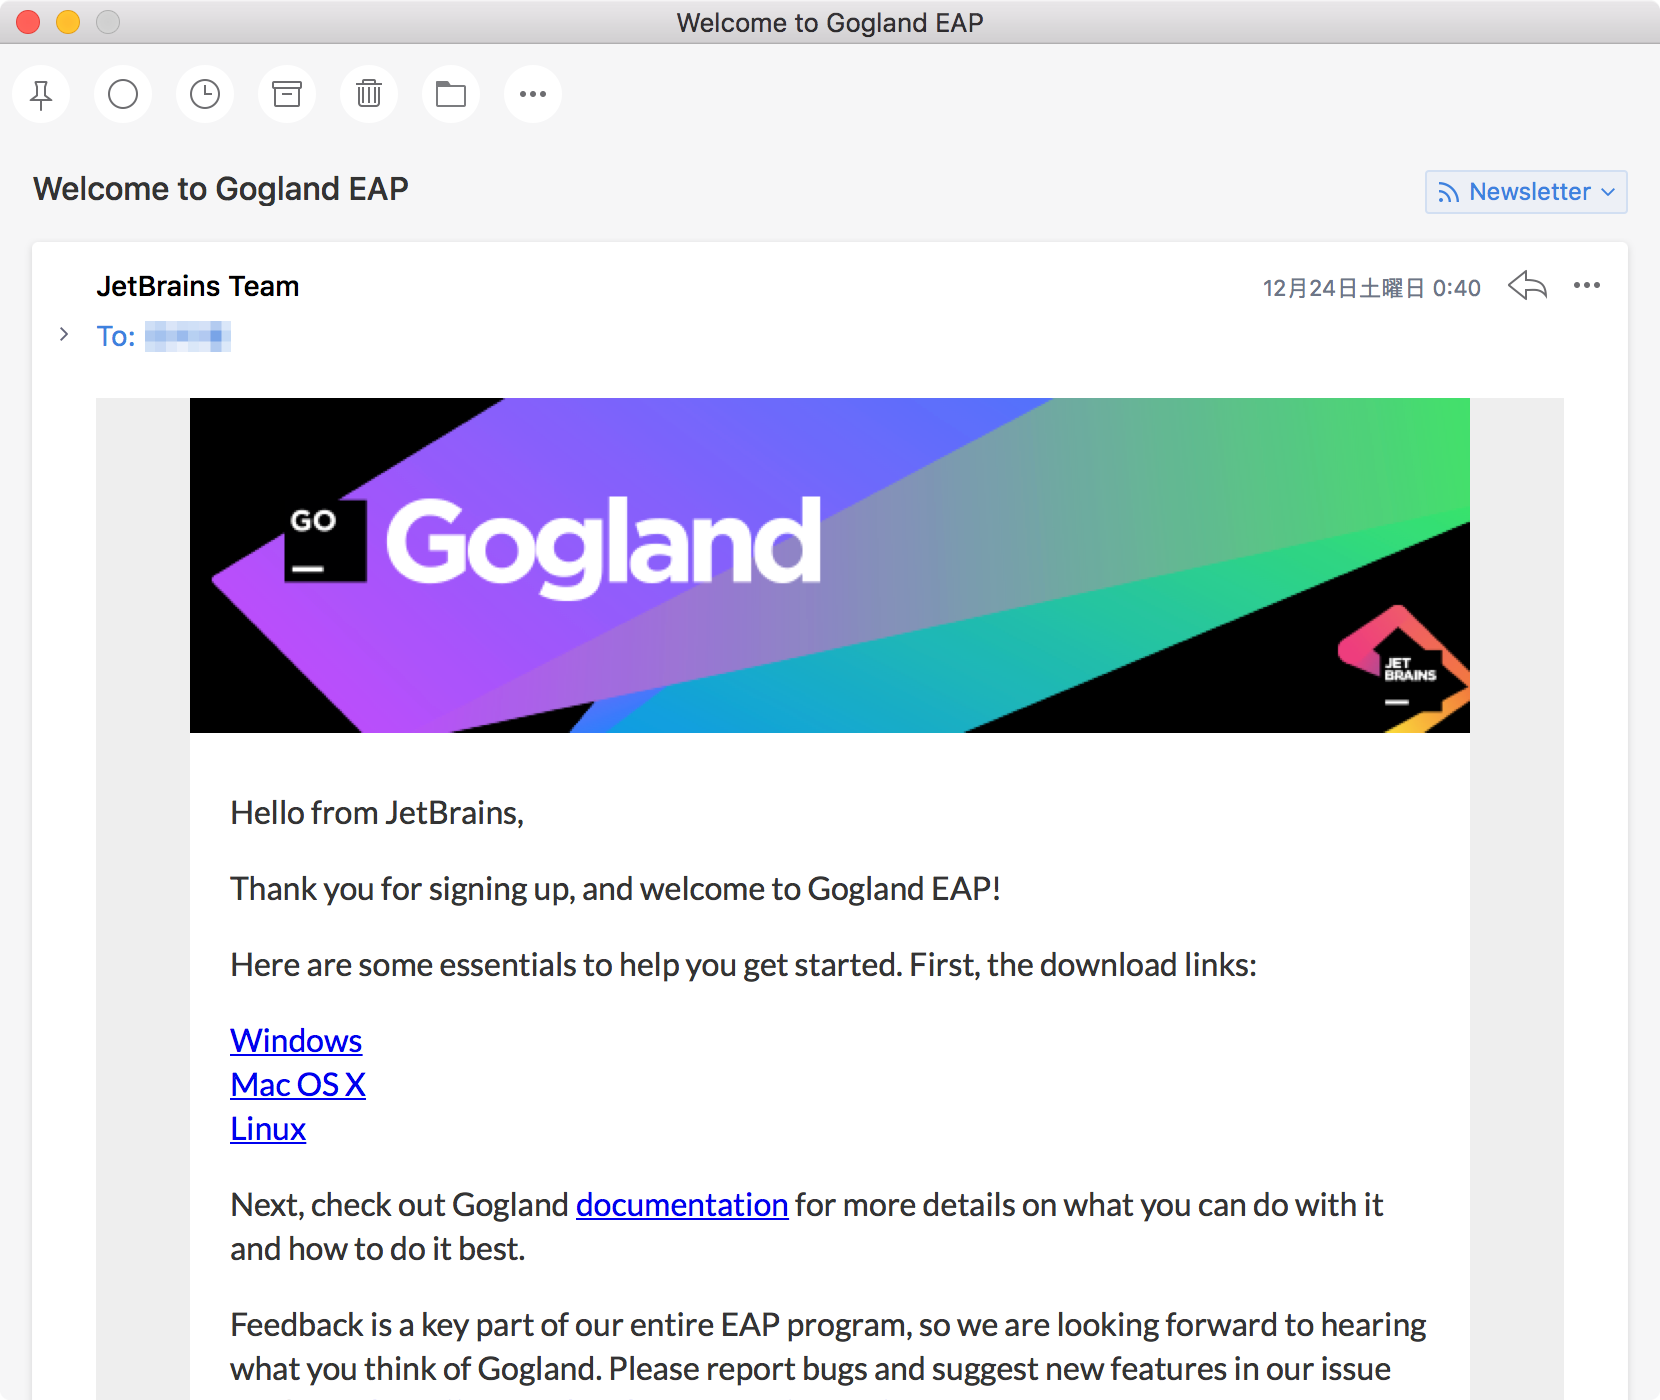 Welcome to Gogland EAP
Welcome to Gogland EAP
Newsletter
JetBrains Team
12月24日土曜日 0:40
To:
GO
Gogland
JET
BRAINS
Hello from JetBrains,
Thank you for signing up, and welcome to Gogland EAP!
Here are some essentials to help you get started. First, the download links:
Windows
Mac OS X
Linux
Next, check out Gogland documentation for more details on what you can do with it
and how to do it best.
Feedback is a key part of our entire EAP program, so we are looking forward to hearing
what you think of Gogland. Please report bugs and suggest new features in our issue